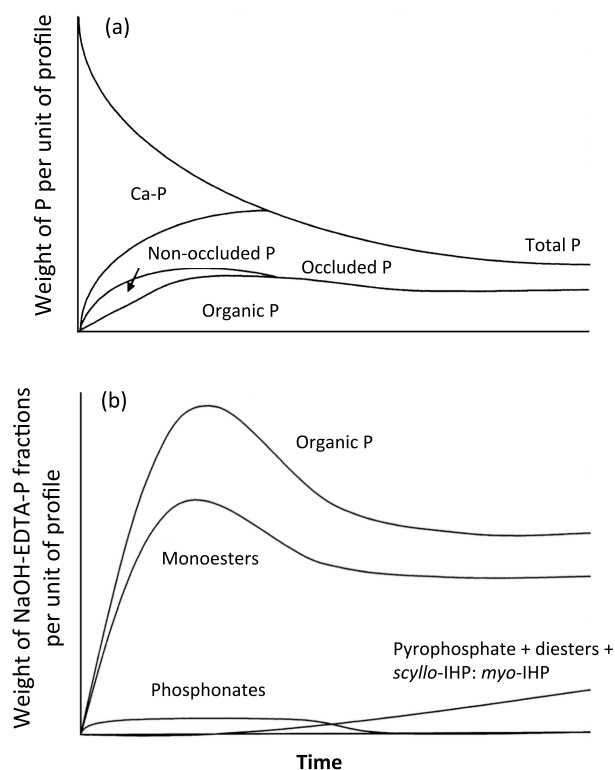 (a)
Weight of P per unit of profile
Ca-P
Non-occluded P
Occluded P
Total P
Organic P
(b)
Weight of NaOH-EDTA-P fractions
per unit of profile
Organic P
Monoesters
Pyrophosphate + diesters +
scyllo-IHP: myo-IHP
Phosphonates
Time